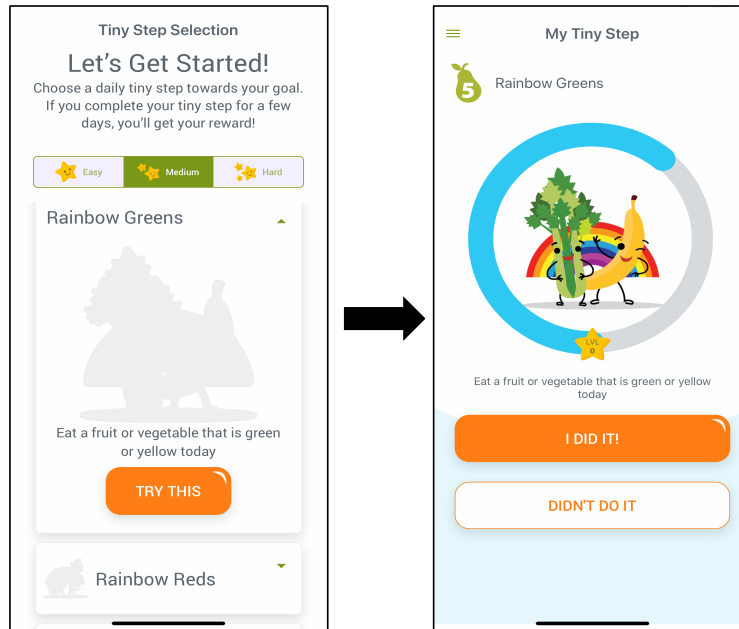 Tiny Step Selection
Let's Get Started!
Choose a daily tiny step towards your goal.
If you complete your tiny step for a few
days, you'll get your reward!
Easy
Medium
Hard
Rainbow Greens
Eat a fruit or vegetable that is green
or yellow today
TRY THIS
Rainbow Reds
My Tiny Step
5
Rainbow Greens
LVL
0
Eat a fruit or vegetable that is green or yellow
today
I DID IT!
DIDN'T DO IT